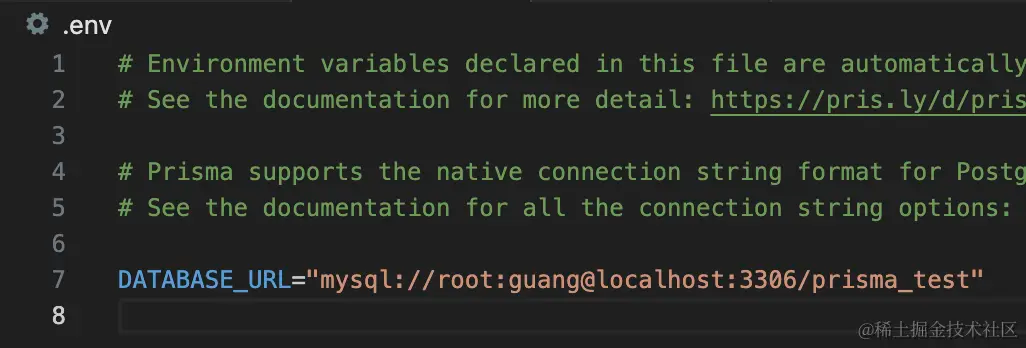 .env
1 # Environment variables declared in this file are automatically
2 # See the documentation for more detail: https://pris.ly/d/pris
3
4 # Prisma supports the native connection string format for Postg
5 # See the documentation for all the connection string options:
6
7 DATABASE_URL="mysql://root:guang@localhost:3306/prisma_test"
8
@稀土掘金技术社区